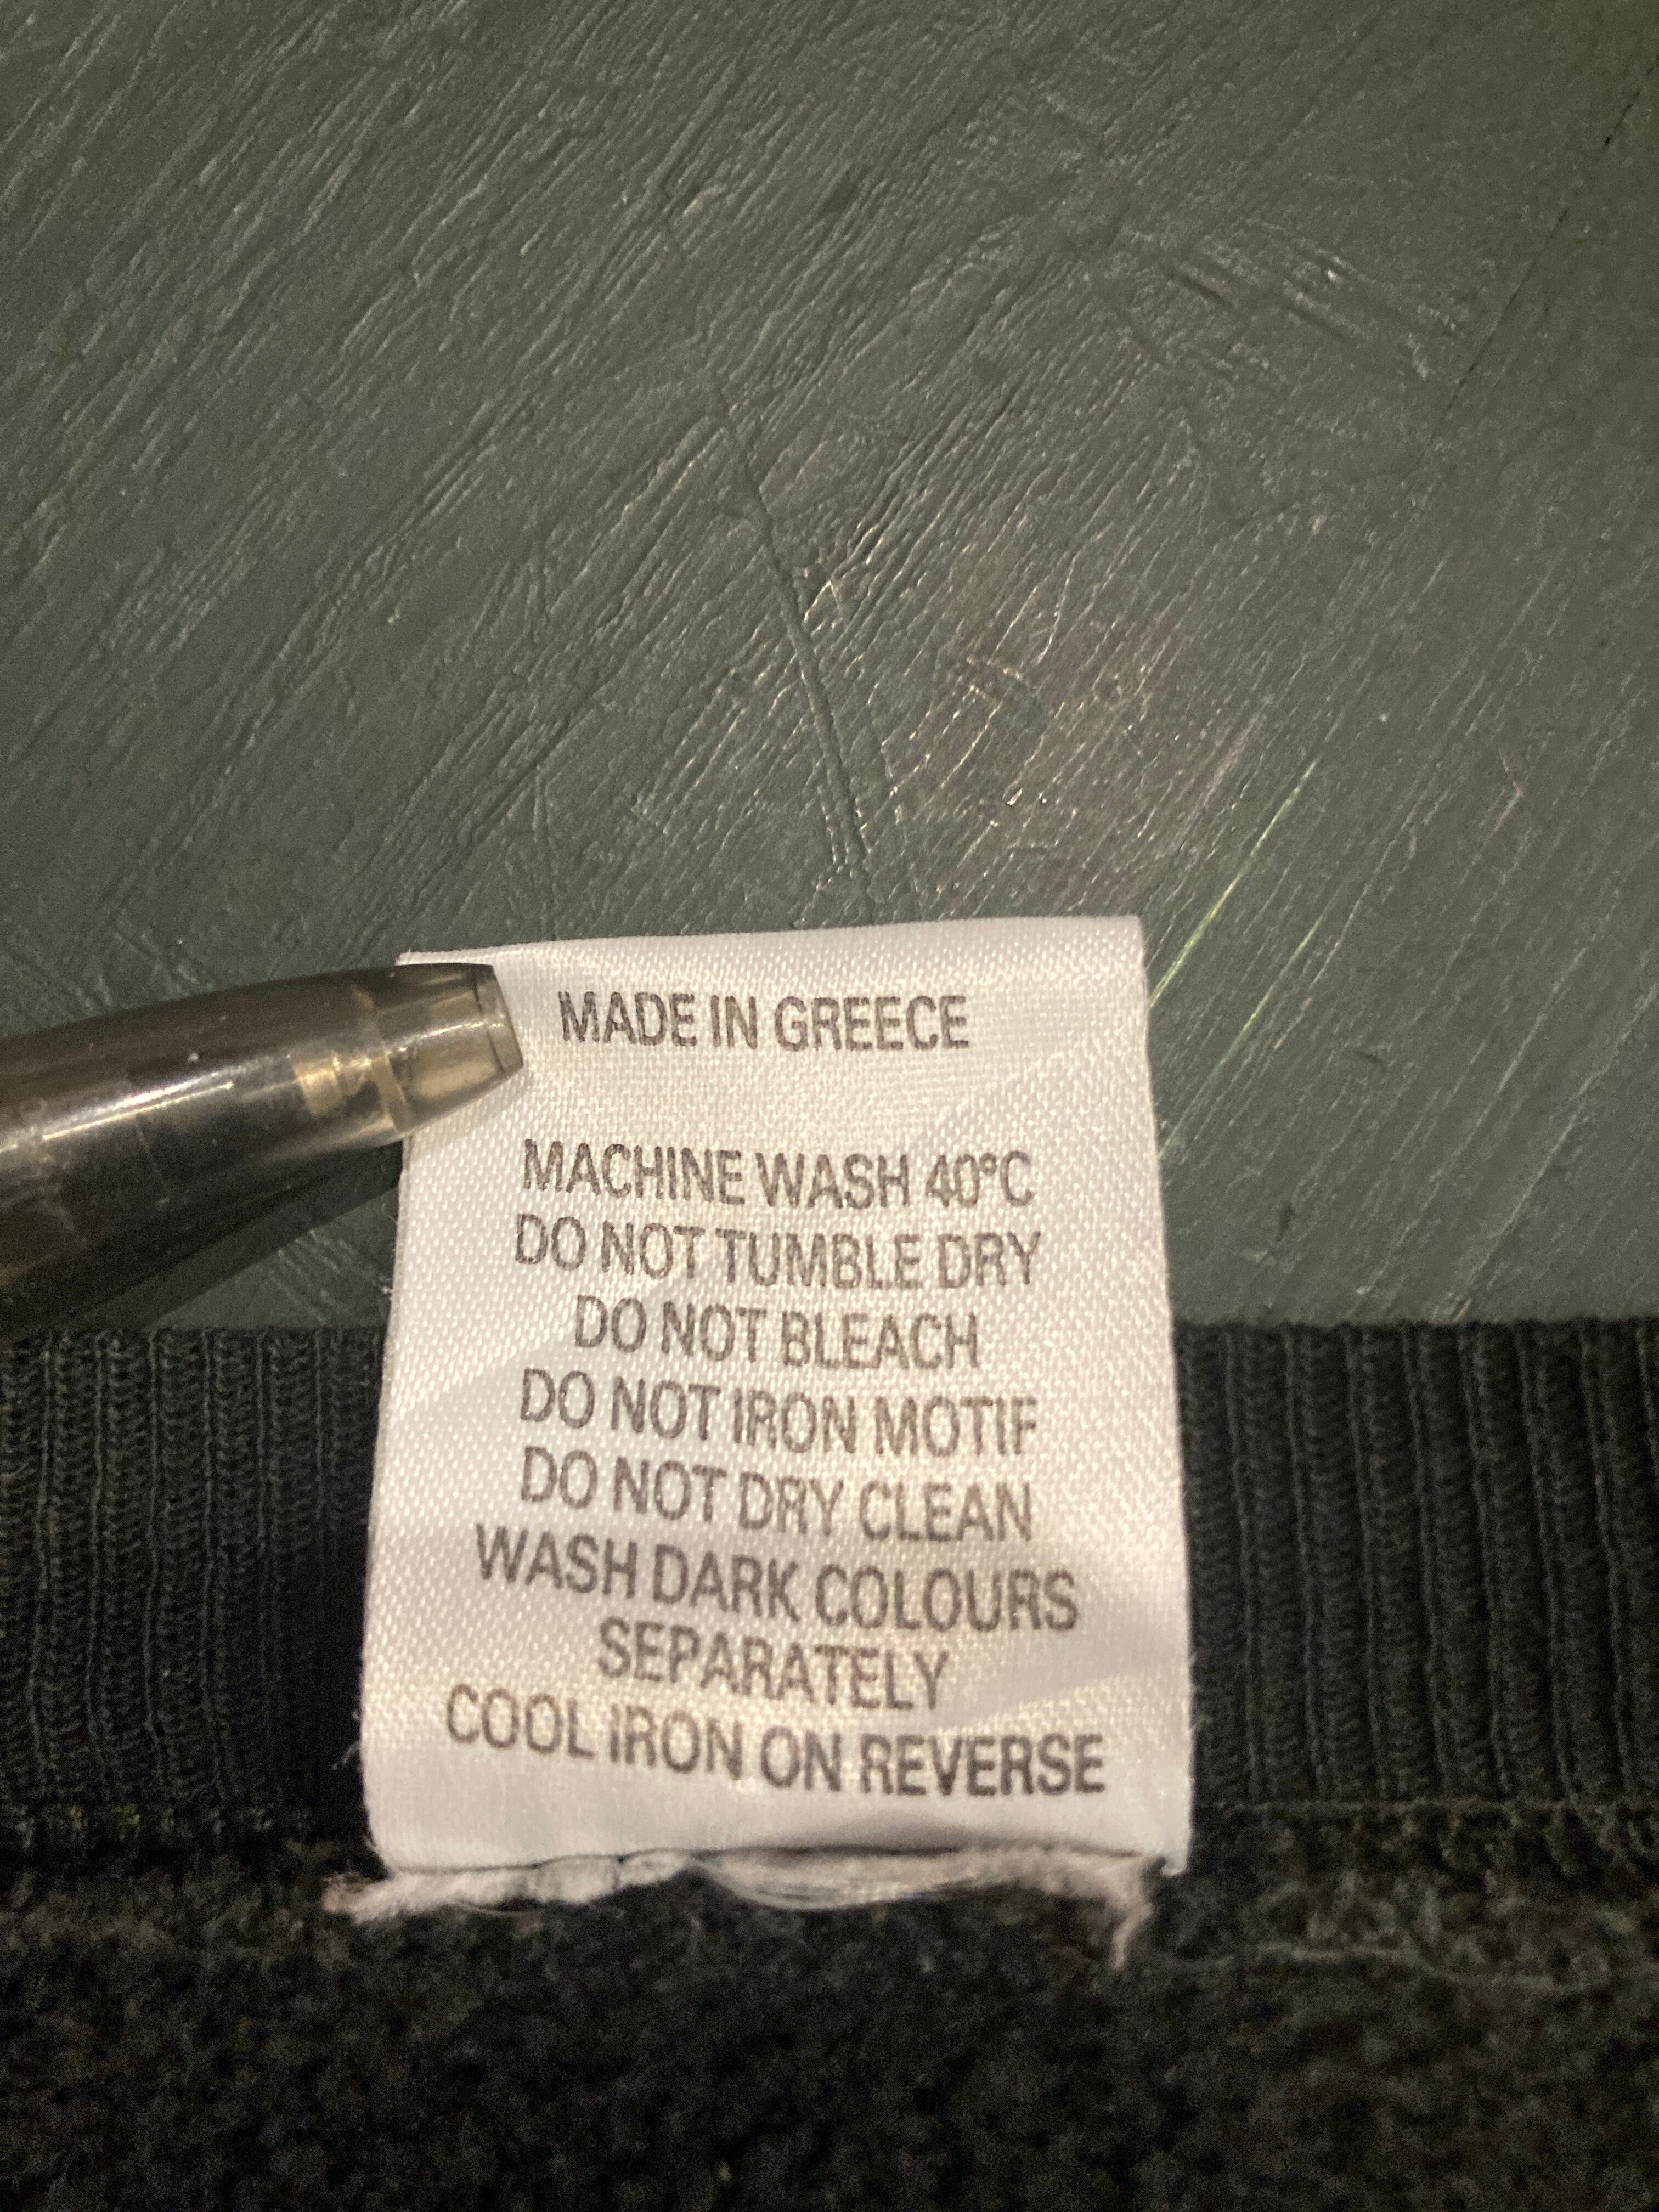 MADE IN GREECE
MACHINE WASH 40ºC
DO NOT TUMBLE DRY
DO NOT BLEACH
DO NOT IRON MOTIF
DO NOT DRY CLEAN
WASH DARK COLOURS
SEPARATELY
COOL IRON ON REVERSE